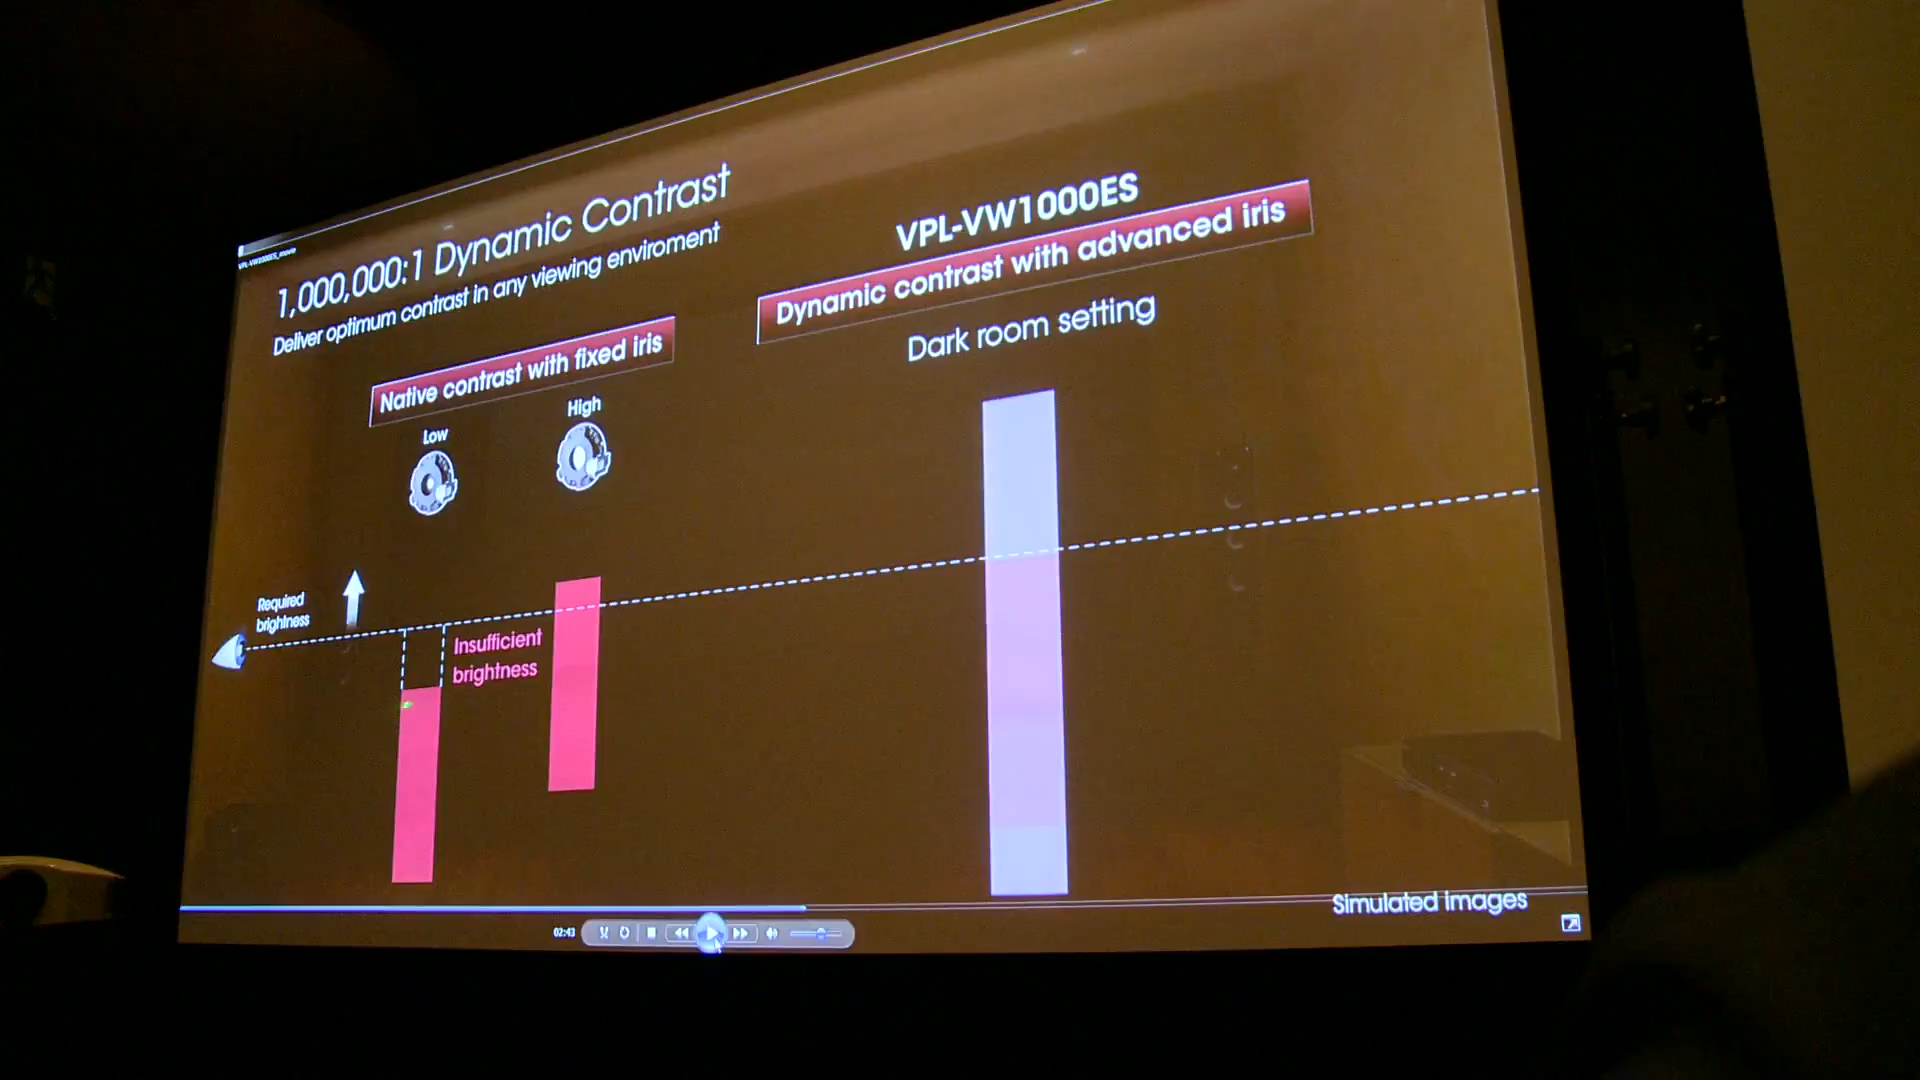 VPL-VW1000ES_movie
1,000,000:1 Dynamic Contrast
Deliver optimum contrast in any viewing enviroment
VPL-VW1000ES
Dynamic contrast with advanced iris
Dark room setting
Native contrast with fixed iris
Low
High
Required
brightness
Insufficient
brightness
Simulated images
02:43